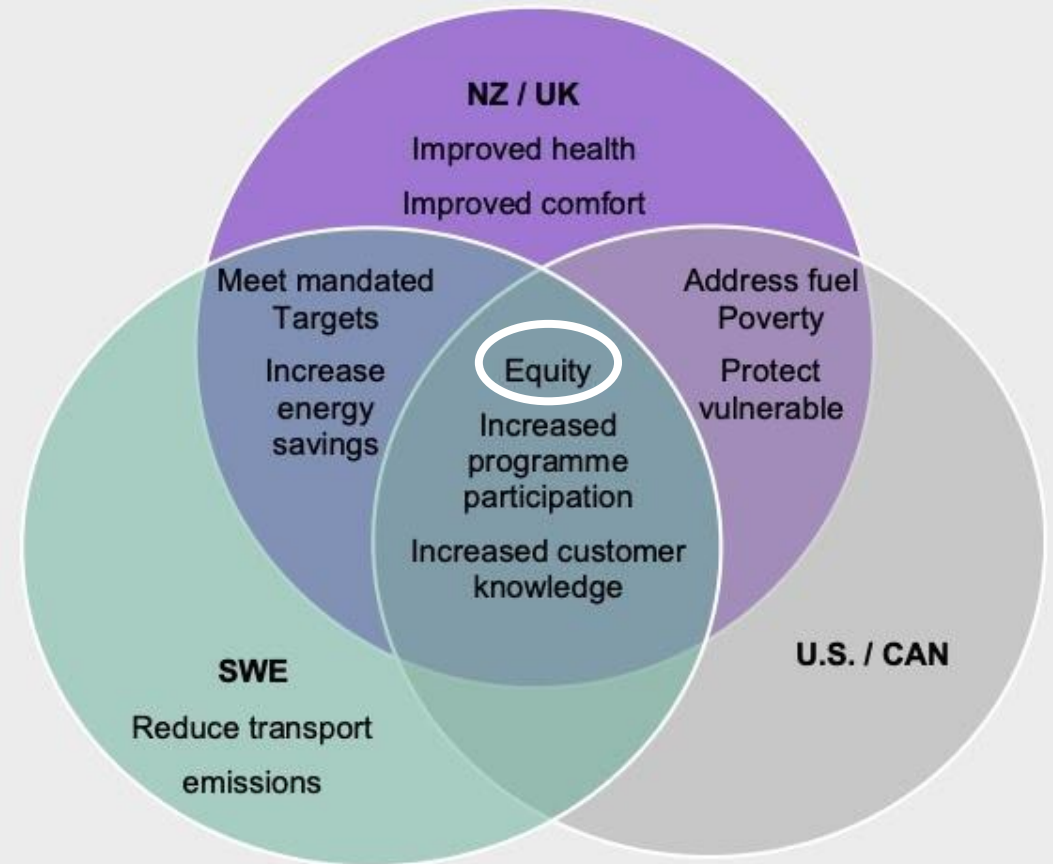 NZ / UK
Improved health
Improved comfort
Meet mandated
Targets
Increase
energy
savings
Equity
Increased
programme
participation
Increased customer
knowledge
Address fuel
Poverty
Protect
vulnerable
SWE
Reduce transport
emissions
U.S. / CAN